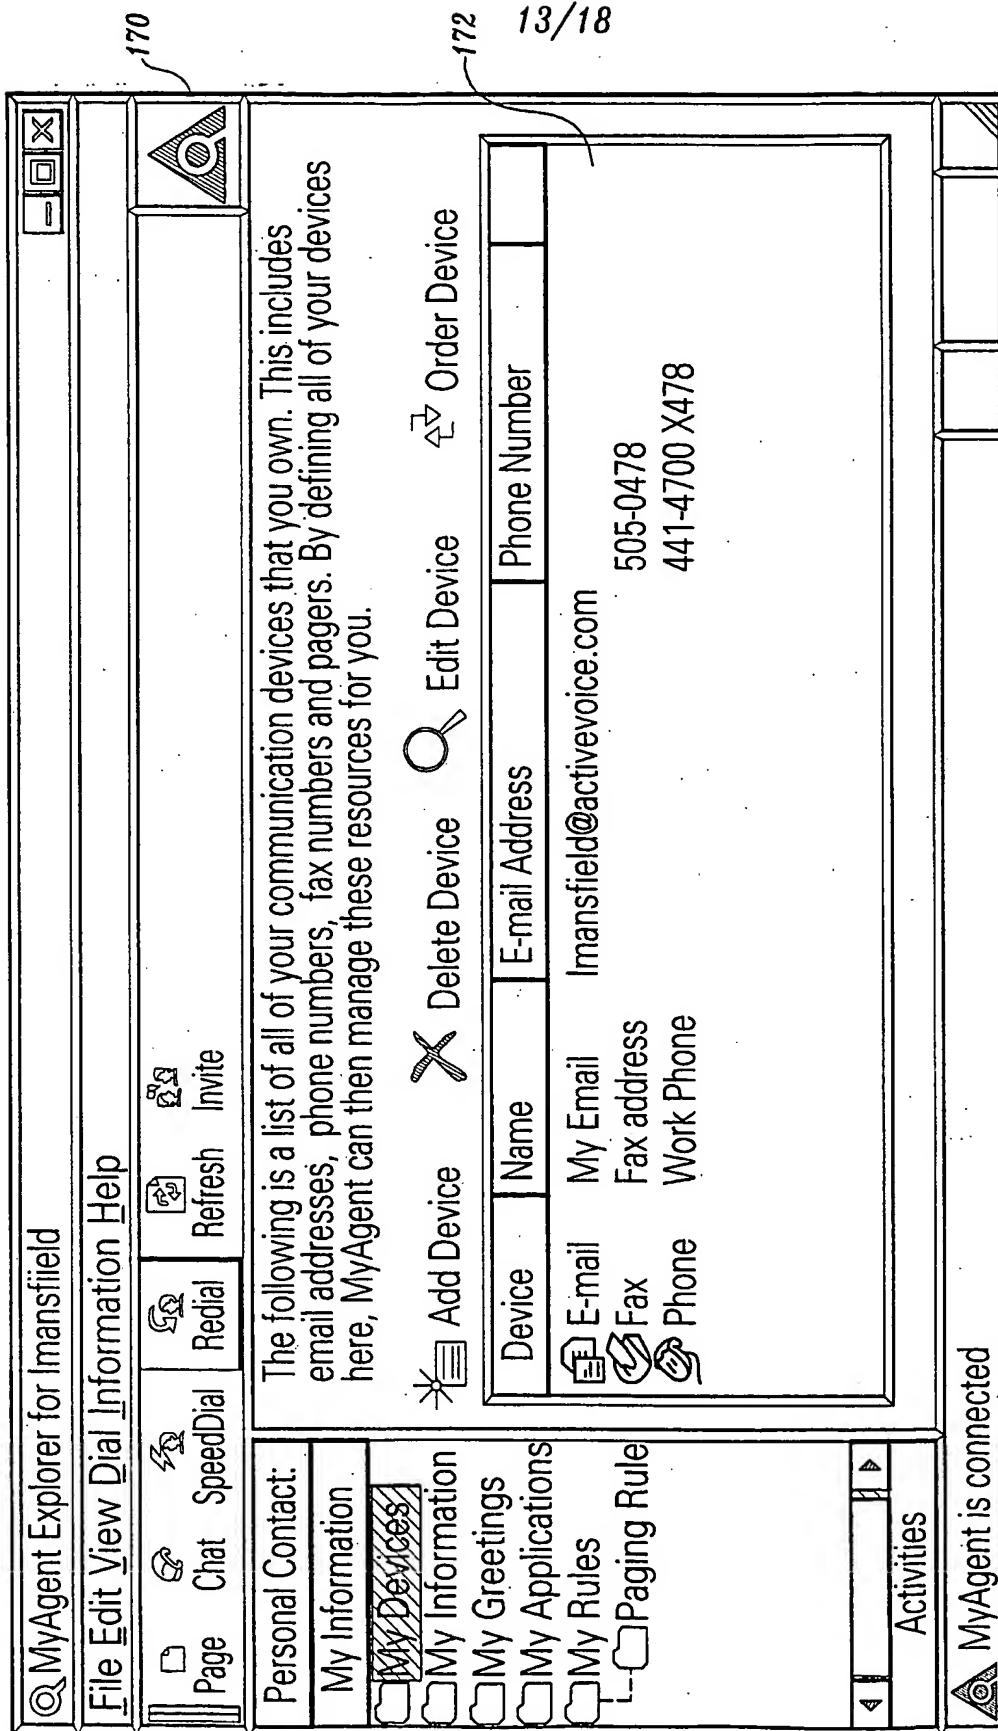 13/18
170
172
MyAgent Explorer for Imansfiield
File Edit View Dial Information Help
Page Chat SpeedDial Redial Refresh Invite
Personal Contact:
My Information
My Devices
My Information
My Greetings
My Applications
My Rules
Paging Rule
Activities
The following is a list of all of your communication devices that you own. This includes
email addresses, phone numbers, fax numbers and pagers. By defining all of your devices
here, MyAgent can then manage these resources for you.
Add Device Delete Device Edit Device Order Device
Device Name E-mail Address Phone Number
E-mail My Email Imansfield@activevoice.com
Fax Fax address 505-0478
Phone Work Phone 441-4700 X478
MyAgent is connected